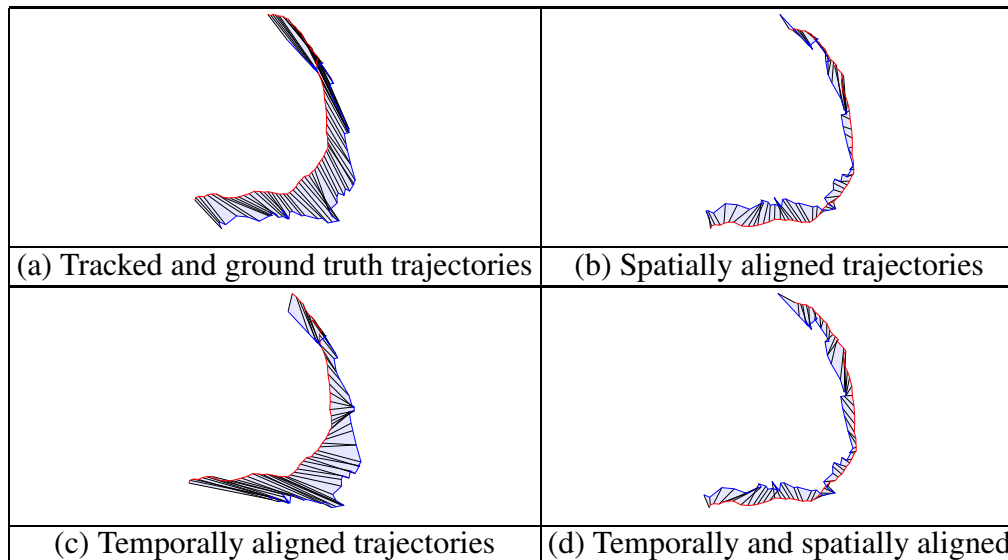 (a) Tracked and ground truth trajectories
(b) Spatially aligned trajectories
(c) Temporally aligned trajectories
(d) Temporally and spatially aligned